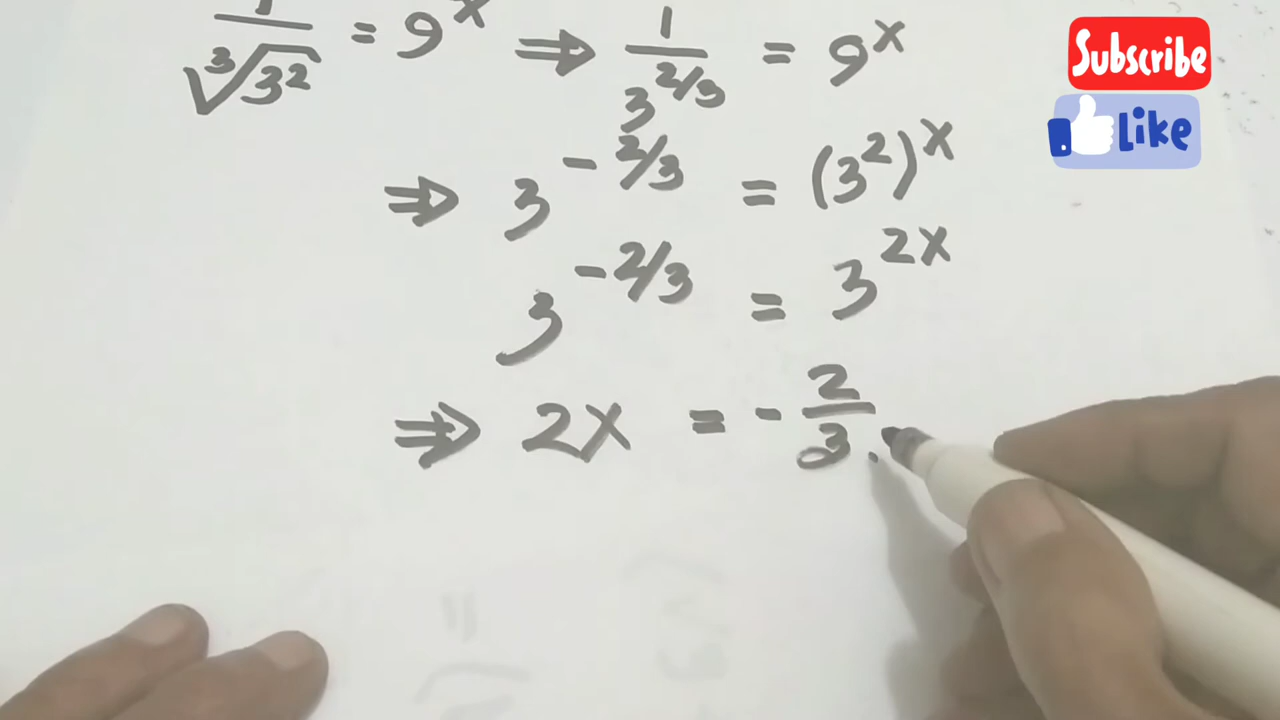 1/∛3² = 9^x ⇒ 1/3^(2/3) = 9^x
⇒ 3^(-2/3) = (3²)^x
3^(-2/3) = 3^(2x)
⇒ 2x = -2/3.
Subscribe
Like